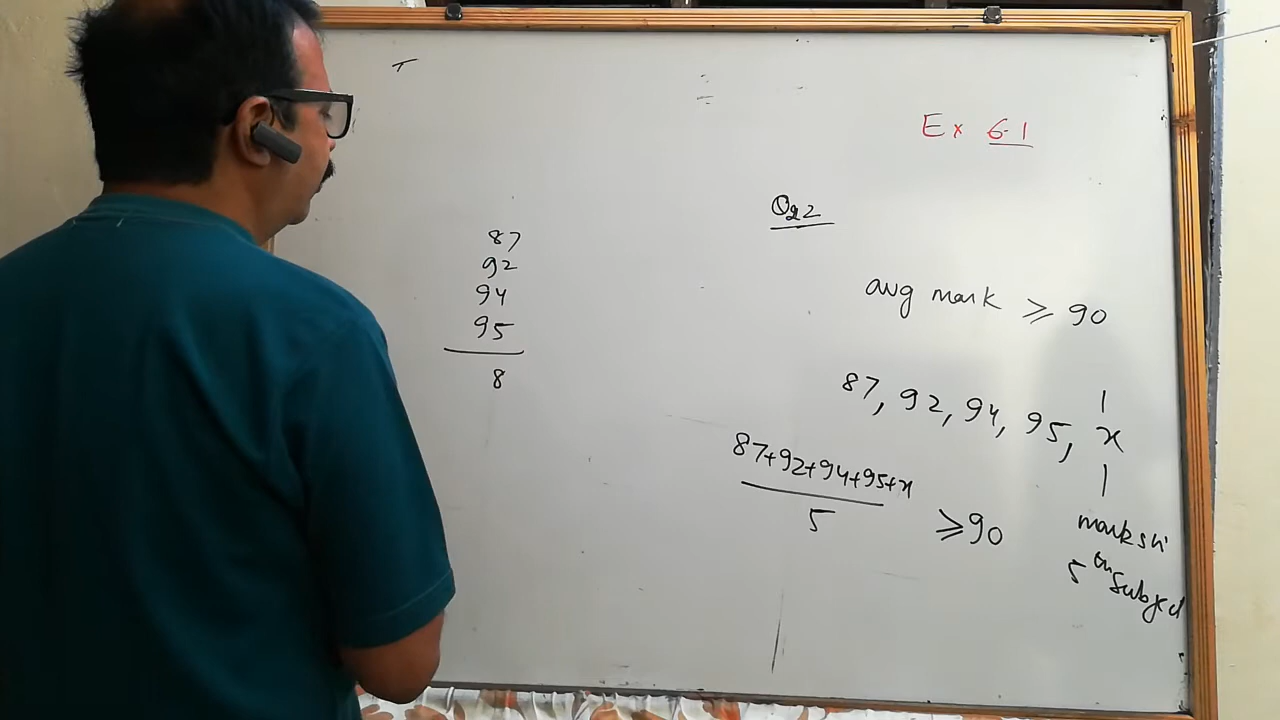 Ex 6.1
Q22
avg mark ≥ 90
87, 92, 94, 95, x
87+92+94+95+x
5
≥90
marks in
5th subject
87
92
94
95
8